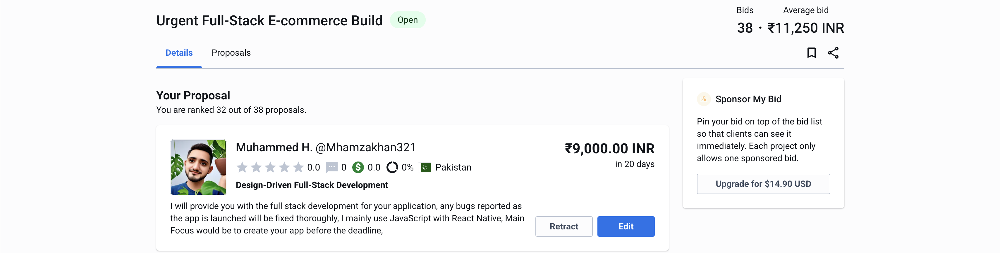 Urgent Full-Stack E-commerce Build
Open
Bids
Average bid
38 · ₹11,250 INR
Details
Proposals
Your Proposal
You are ranked 32 out of 38 proposals.
Muhammed H. @Mhamzakhan321
0.0 0 $ 0.0 0% Pakistan
Design-Driven Full-Stack Development
I will provide you with the full stack development for your application, any bugs reported as
the app is launched will be fixed thoroughly, I mainly use JavaScript with React Native, Main
Focus would be to create your app before the deadline,
₹9,000.00 INR
in 20 days
Retract
Edit
Sponsor My Bid
Pin your bid on top of the bid list
so that clients can see it
immediately. Each project only
allows one sponsored bid.
Upgrade for $14.90 USD